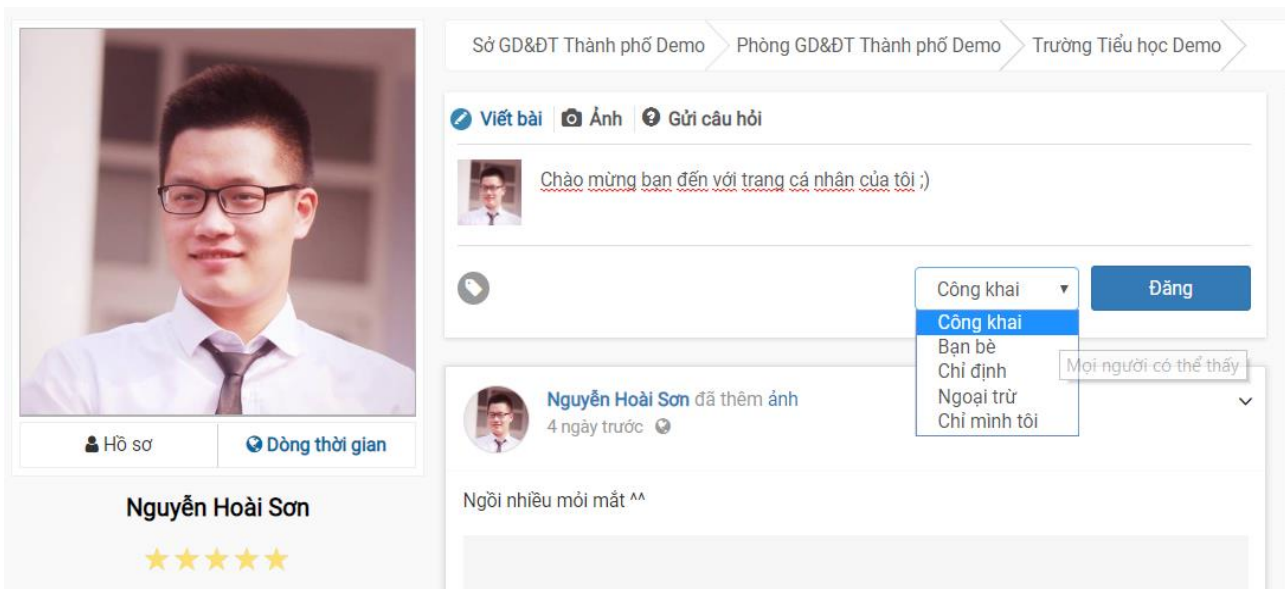 Sở GD&ĐT Thành phố Demo Phòng GD&ĐT Thành phố Demo Trường Tiểu học Demo
Viết bài Ảnh Gửi câu hỏi
Chào mừng bạn đến với trang cá nhân của tôi ;)
Công khai Đăng
Công khai
Bạn bè
Chỉ định
Ngoại trừ
Chỉ mình tôi
Mọi người có thể thấy
Nguyễn Hoài Sơn đã thêm ảnh
4 ngày trước
Ngồi nhiều mỏi mắt ^^
Hồ sơ Dòng thời gian
Nguyễn Hoài Sơn